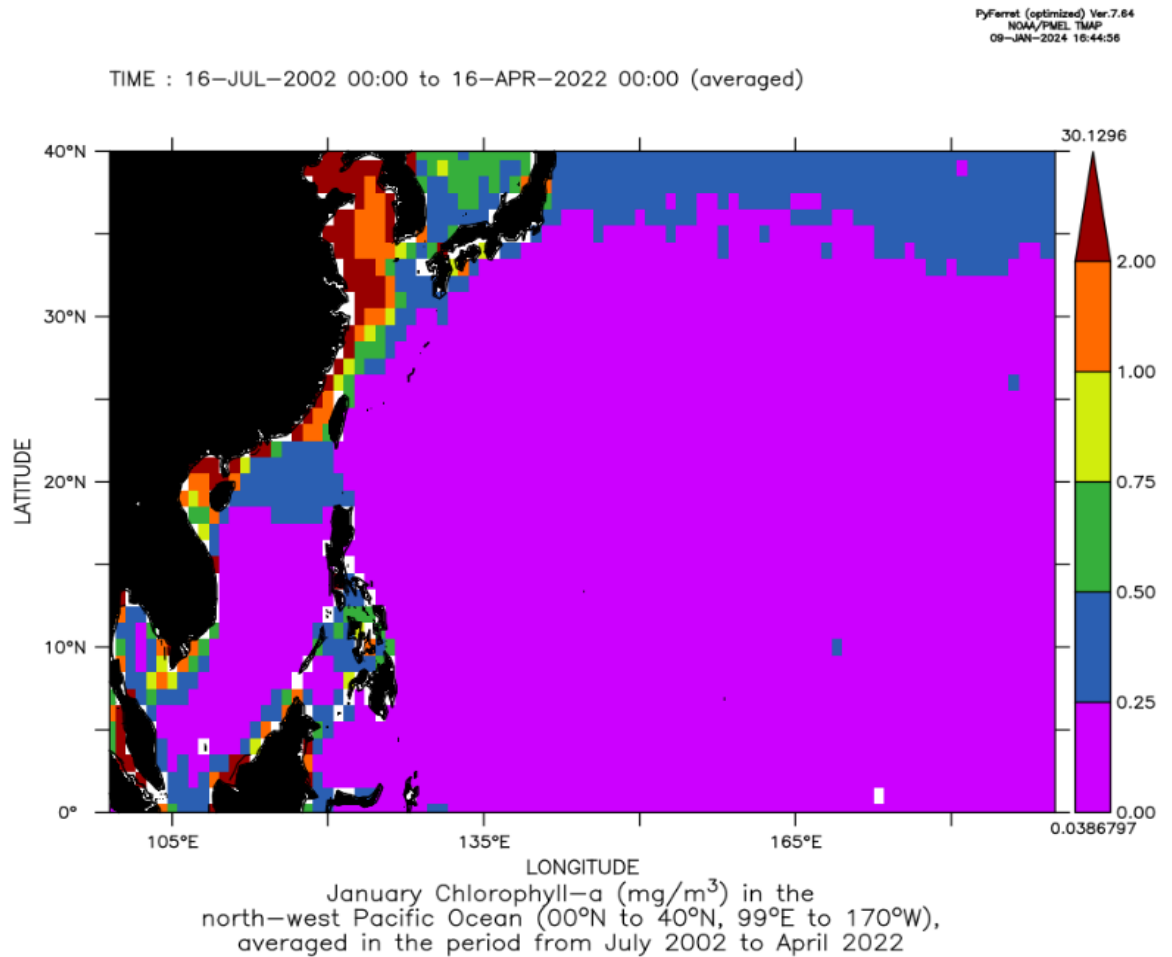 PyFerret (optimized) Ver.7.64
NOAA/PMEL TMAP
09-JAN-2024 16:44:56
TIME : 16-JUL-2002 00:00 to 16-APR-2022 00:00 (averaged)
30.1296
40°N
30°N
20°N
10°N
0°
LATITUDE
2.00
1.00
0.75
0.50
0.25
0.00
0.0386797
105°E 135°E 165°E
LONGITUDE
January Chlorophyll-a (mg/m³) in the
north-west Pacific Ocean (00°N to 40°N, 99°E to 170°W),
averaged in the period from July 2002 to April 2022